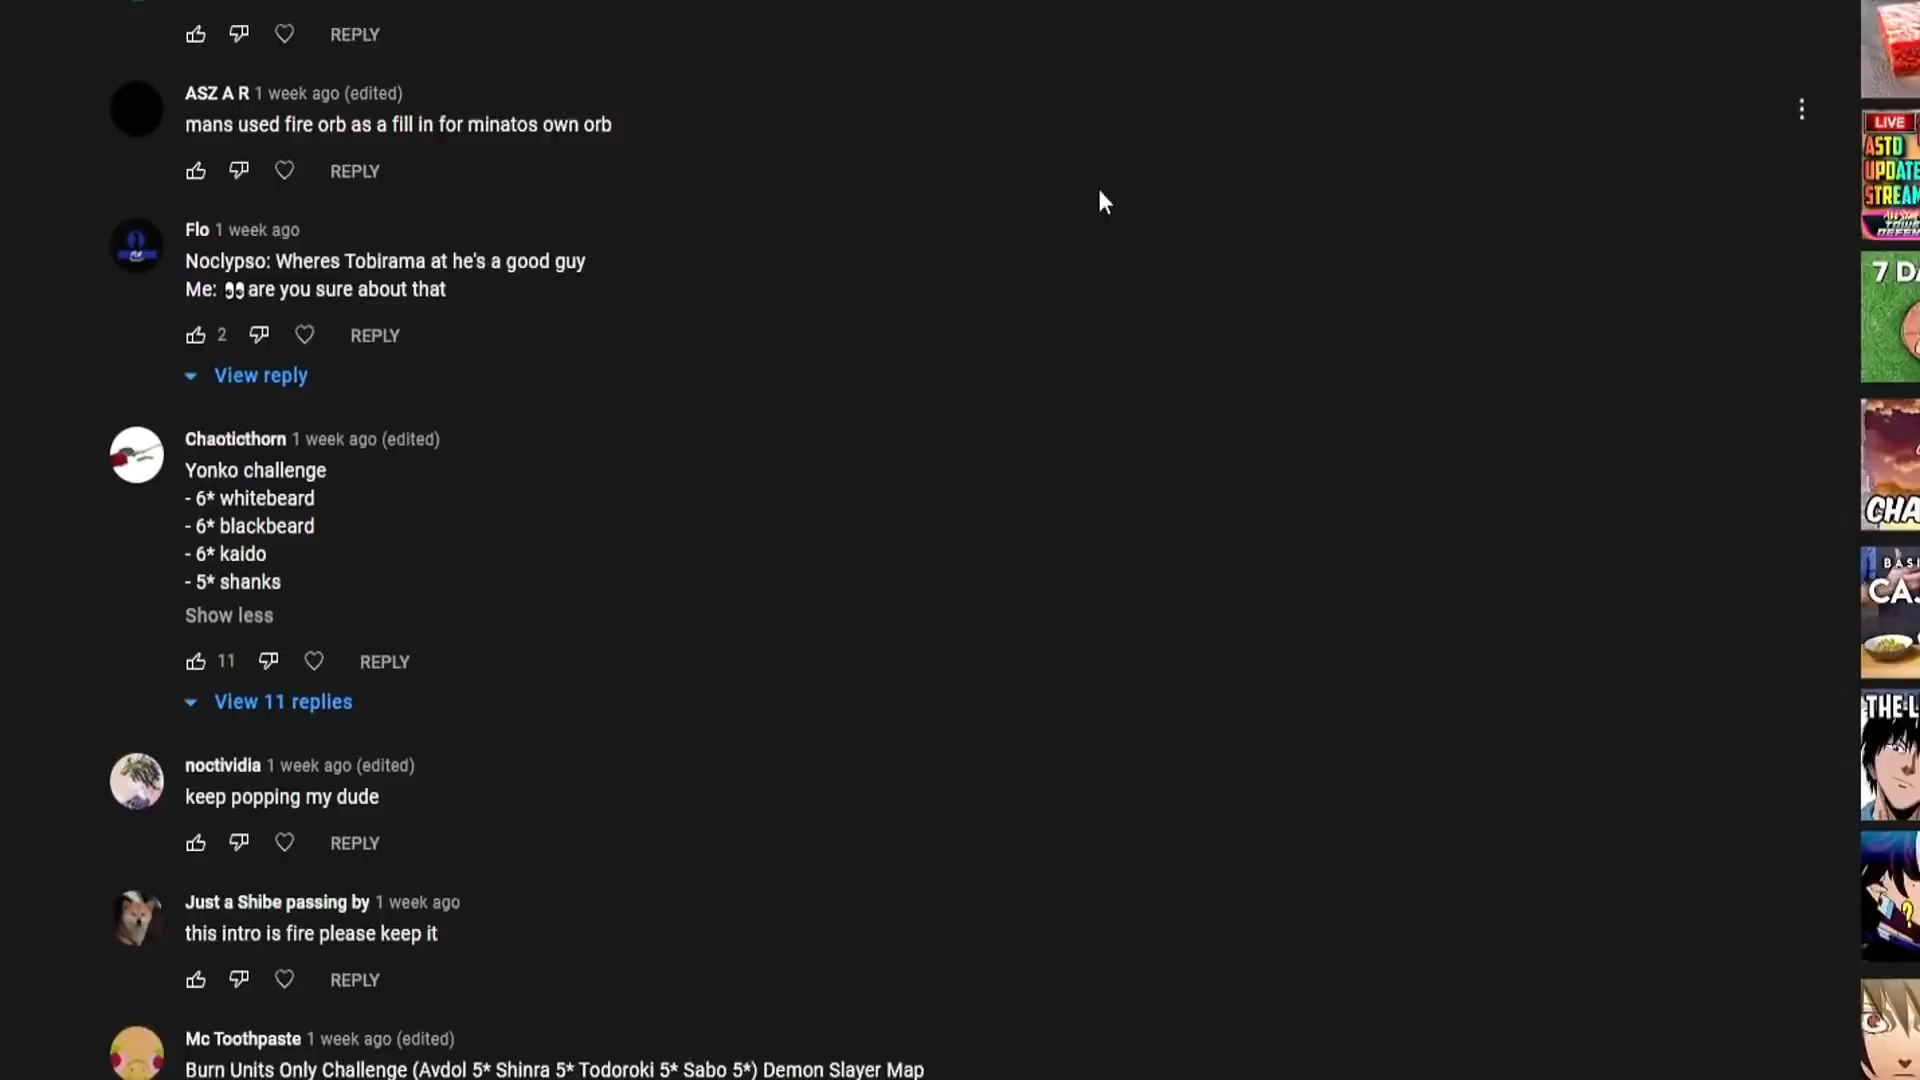 REPLY
ASZ A R 1 week ago (edited)
mans used fire orb as a fill in for minatos own orb
REPLY
Flo 1 week ago
Noclypso: Wheres Tobirama at he's a good guy
Me: 👀are you sure about that
2 REPLY
View reply
Chaoticthorn 1 week ago (edited)
Yonko challenge
- 6* whitebeard
- 6* blackbeard
- 6* kaido
- 5* shanks
Show less
11 REPLY
View 11 replies
noctividia 1 week ago (edited)
keep popping my dude
REPLY
Just a Shibe passing by 1 week ago
this intro is fire please keep it
REPLY
Mc Toothpaste 1 week ago (edited)
Burn Units Only Challenge (Avdol 5* Shinra 5* Todoroki 5* Sabo 5*) Demon Slayer Map
LIVE
ASTD
UPDATE
STREAM
7 DA
CHA
BASI
CA
THE L
?